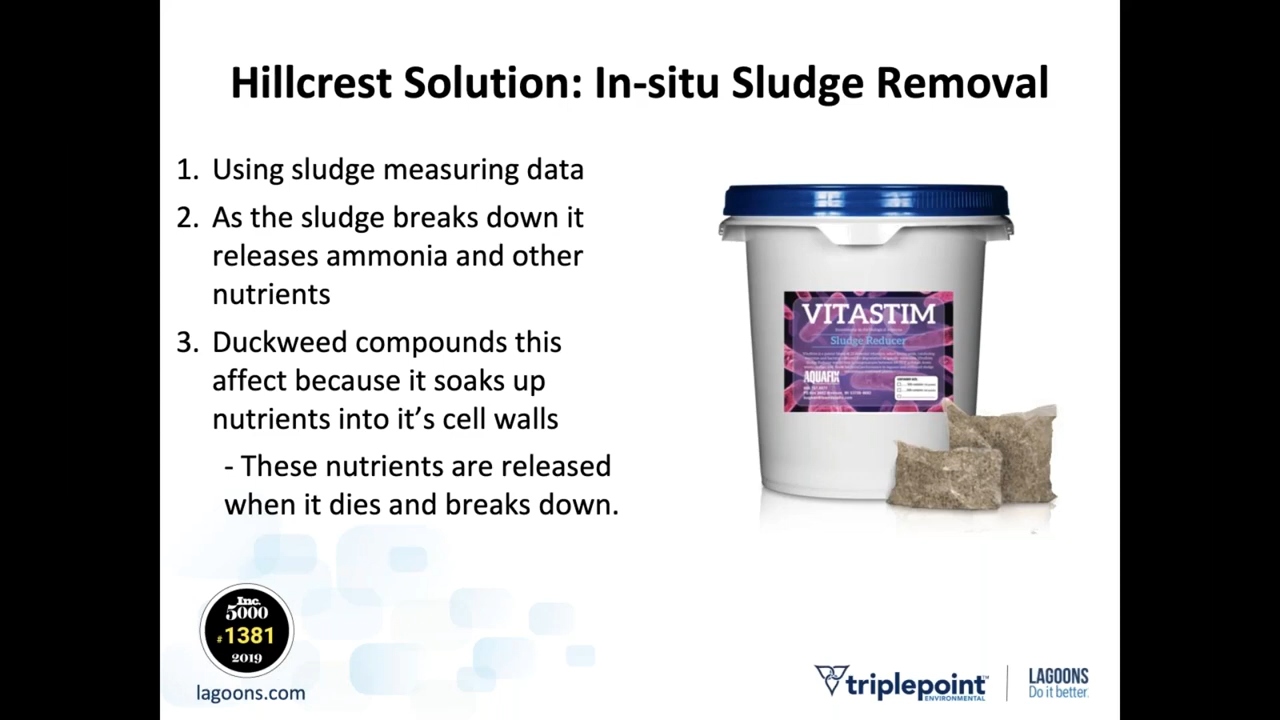 Hillcrest Solution: In-situ Sludge Removal
1. Using sludge measuring data
2. As the sludge breaks down it
releases ammonia and other
nutrients
3. Duckweed compounds this
affect because it soaks up
nutrients into it's cell walls
- These nutrients are released
when it dies and breaks down.
VITASTIM
Sludge Reducer
AQUAFIX
Inc.
5000
#1381
2019
lagoons.com
triplepoint
ENVIRONMENTAL
LAGOONS
Do it better.